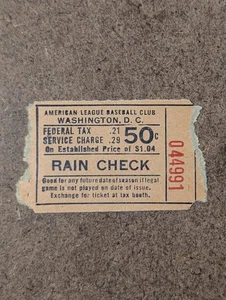 AMERICAN LEAGUE BASEBALL CLUB
WASHINGTON, D. C.
FEDERAL TAX .21
SERVICE CHARGE .29
50c
On Established Price of $1.04
RAIN CHECK
Good for any future date of season if legal
game is not played on date of issue.
Exchange for ticket at tax booth.
044991